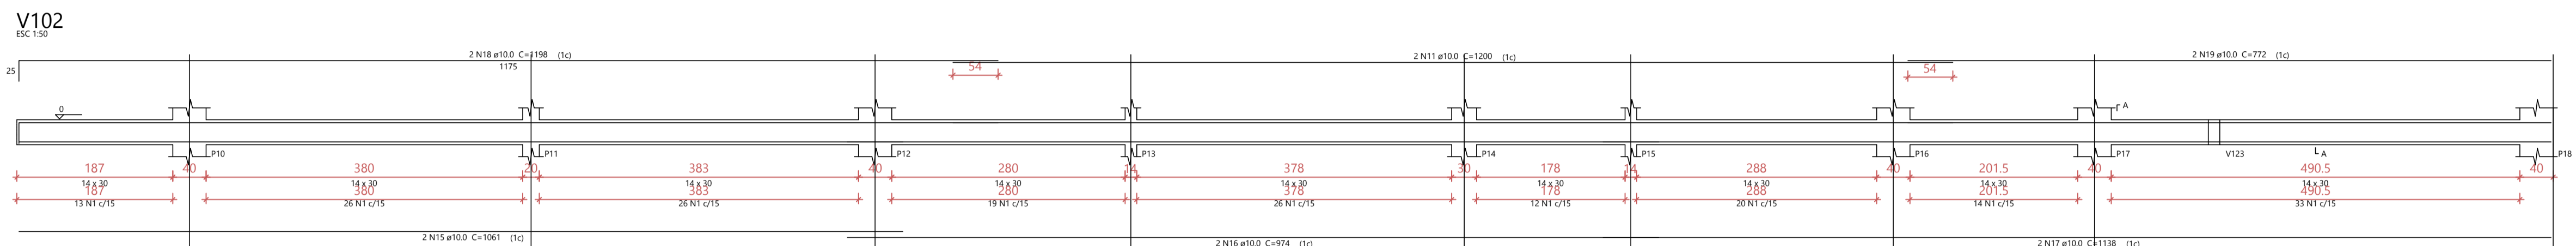 V102
ESC 1:50
2 N18 ø10.0 C=1198 (1c)
2 N11 ø10.0 C=1200 (1c)
2 N19 ø10.0 C=772 (1c)
25
1175
54
54
0
A
P10
P11
P12
P13
P14
P15
P16
P17
V123
A
P18
187
40
380
20
383
40
280
14
378
30
178
14
288
40
201.5
40
490.5
40
14 x 30
14 x 30
14 x 30
14 x 30
14 x 30
14 x 30
14 x 30
14 x 30
14 x 30
187
380
383
280
378
178
288
201.5
490.5
13 N1 c/15
26 N1 c/15
26 N1 c/15
19 N1 c/15
26 N1 c/15
12 N1 c/15
20 N1 c/15
14 N1 c/15
33 N1 c/15
2 N15 ø10.0 C=1061 (1c)
2 N16 ø10.0 C=974 (1c)
2 N17 ø10.0 C=1138 (1c)